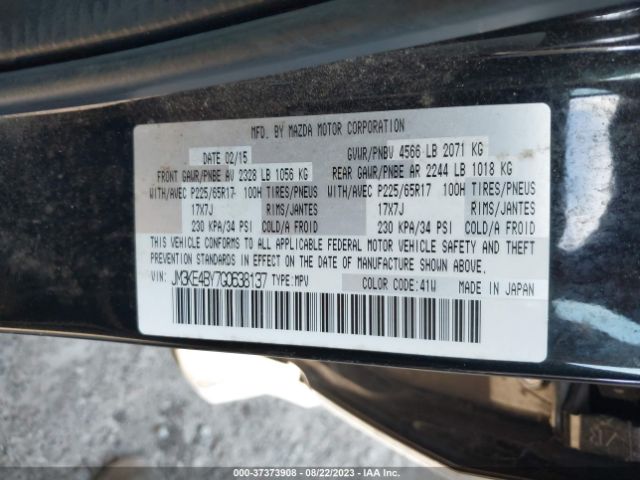 MFD. BY MAZDA MOTOR CORPORATION
DATE 02/15 GVWR/PNBV 4566 LB 2071 KG
FRONT GAWR/PNBE AV 2328 LB 1056 KG REAR GAWR/PNBE AR 2244 LB 1018 KG
WITH/AVEC P225/65R17 100H TIRES/PNEUS WITH/AVEC P225/65R17 100H TIRES/PNEUS
17X7J RIMS/JANTES 17X7J RIMS/JANTES
230 KPA/34 PSI COLD/A FROID 230 KPA/34 PSI COLD/A FROID
THIS VEHICLE CONFORMS TO ALL APPLICABLE FEDERAL MOTOR VEHICLE SAFETY AND THEFT
PREVENTION STANDARDS IN EFFECT ON THE DATE OF MANUFACTURE SHOWN ABOVE.
VIN: JM3KE4BY7G0638137 TYPE:MPV COLOR CODE:41W MADE IN JAPAN
000-37373908 - 08/22/2023 - IAA Inc.